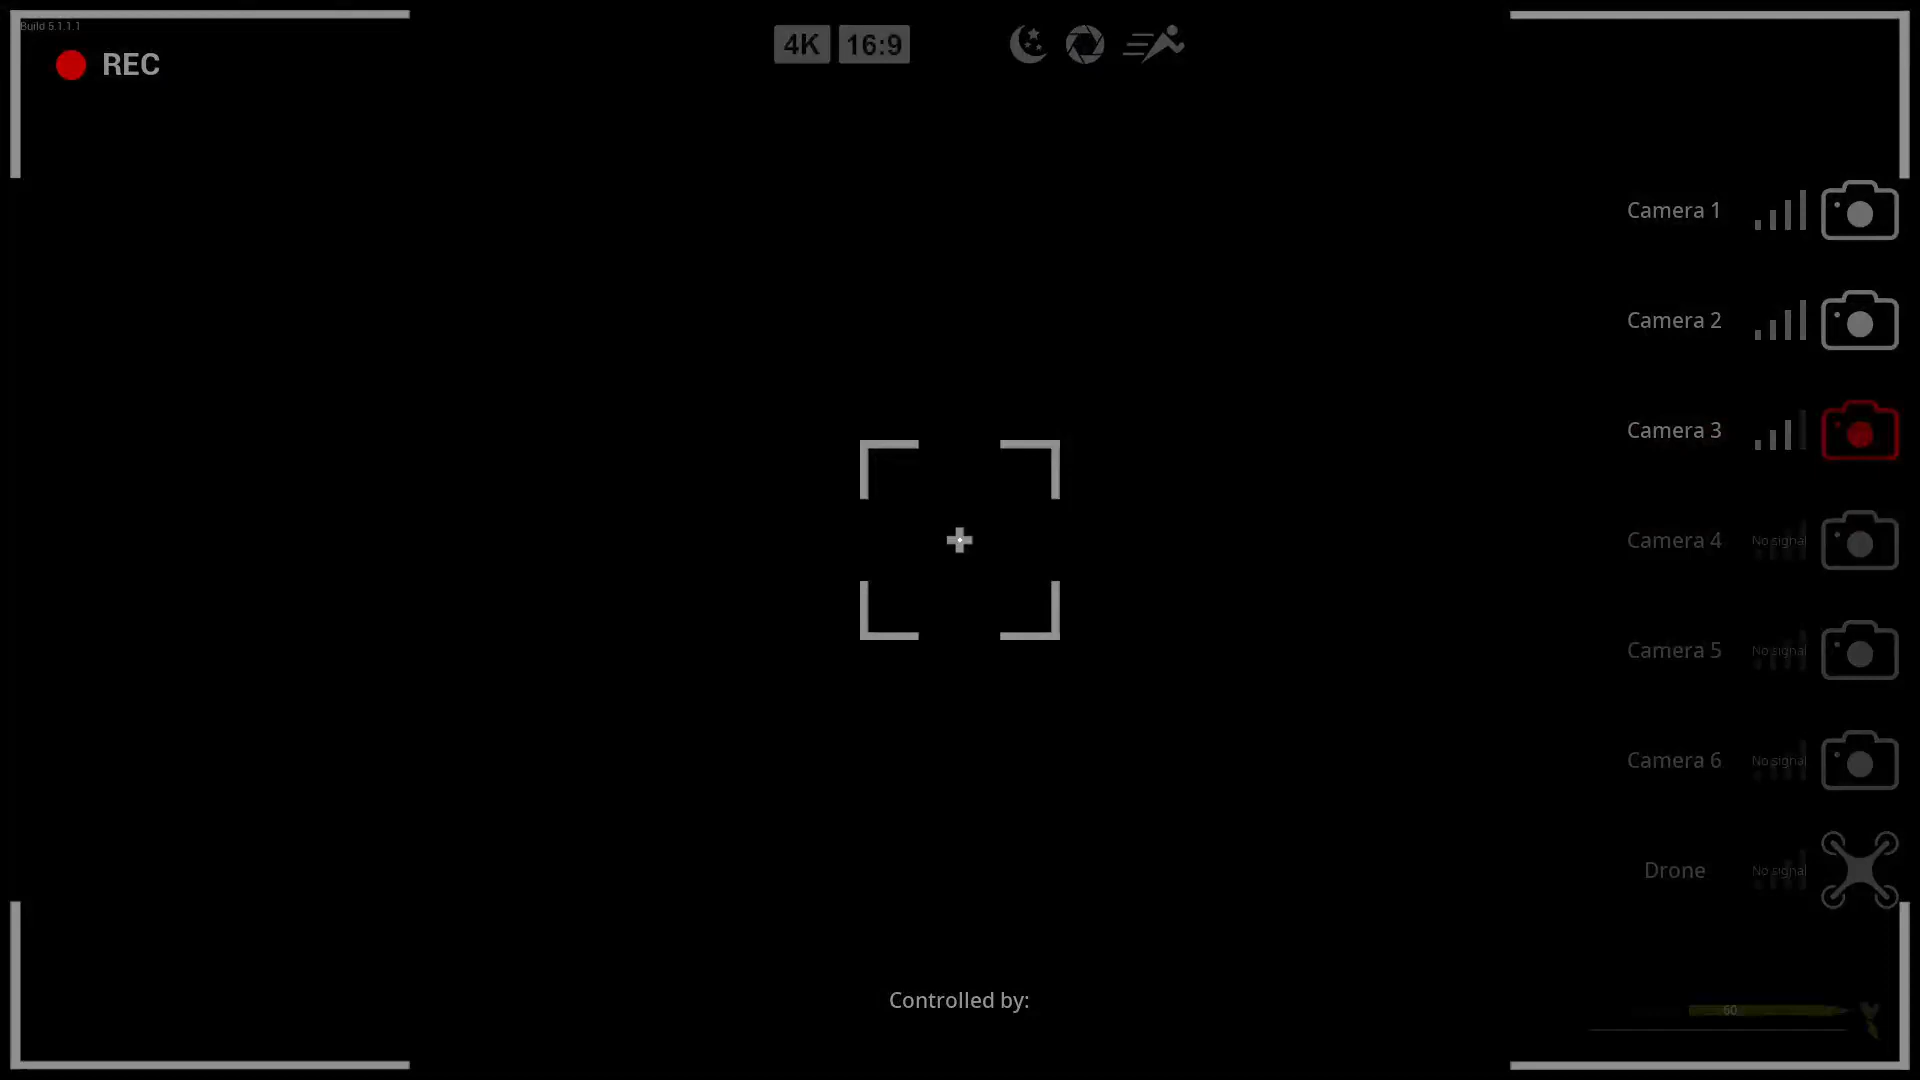 Build 5.1.1.1
REC
4K 16:9
Camera 1
Camera 2
Camera 3
Camera 4 No signal
Camera 5 No signal
Camera 6 No signal
Drone No signal
Controlled by:
60